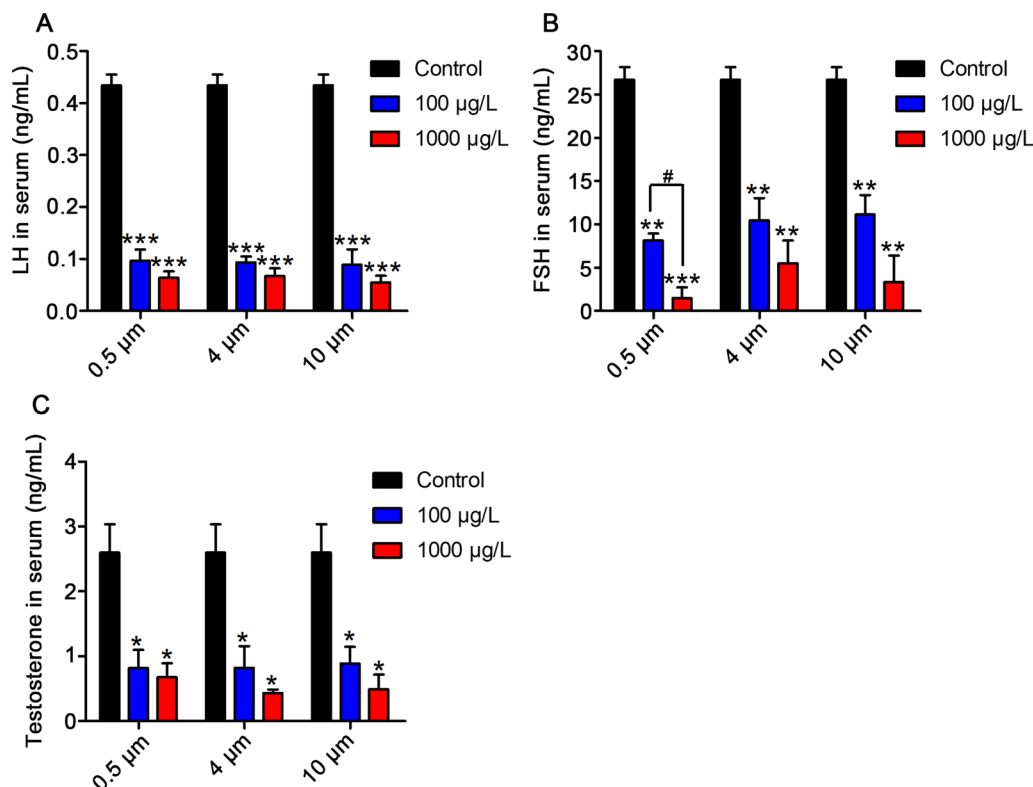 A
LH in serum (ng/mL)
0.5
0.4
0.3
0.2
0.1
0.0
Control
100 µg/L
1000 µg/L
*** *** *** *** *** ***
0.5 µm 4 µm 10 µm
B
FSH in serum (ng/mL)
30
25
20
15
10
5
0
Control
100 µg/L
1000 µg/L
#
** *** ** ** ** **
0.5 µm 4 µm 10 µm
C
Testosterone in serum (ng/mL)
4
3
2
1
0
Control
100 µg/L
1000 µg/L
* * * * * *
0.5 µm 4 µm 10 µm